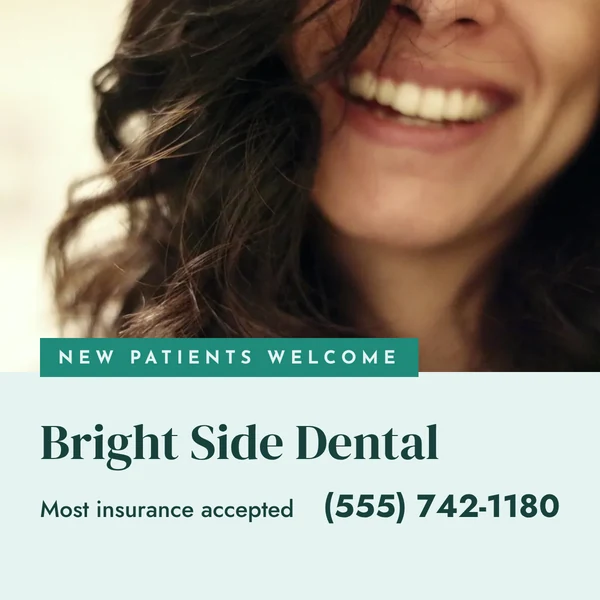 NEW PATIENTS WELCOME
Bright Side Dental
Most insurance accepted (555) 742-1180